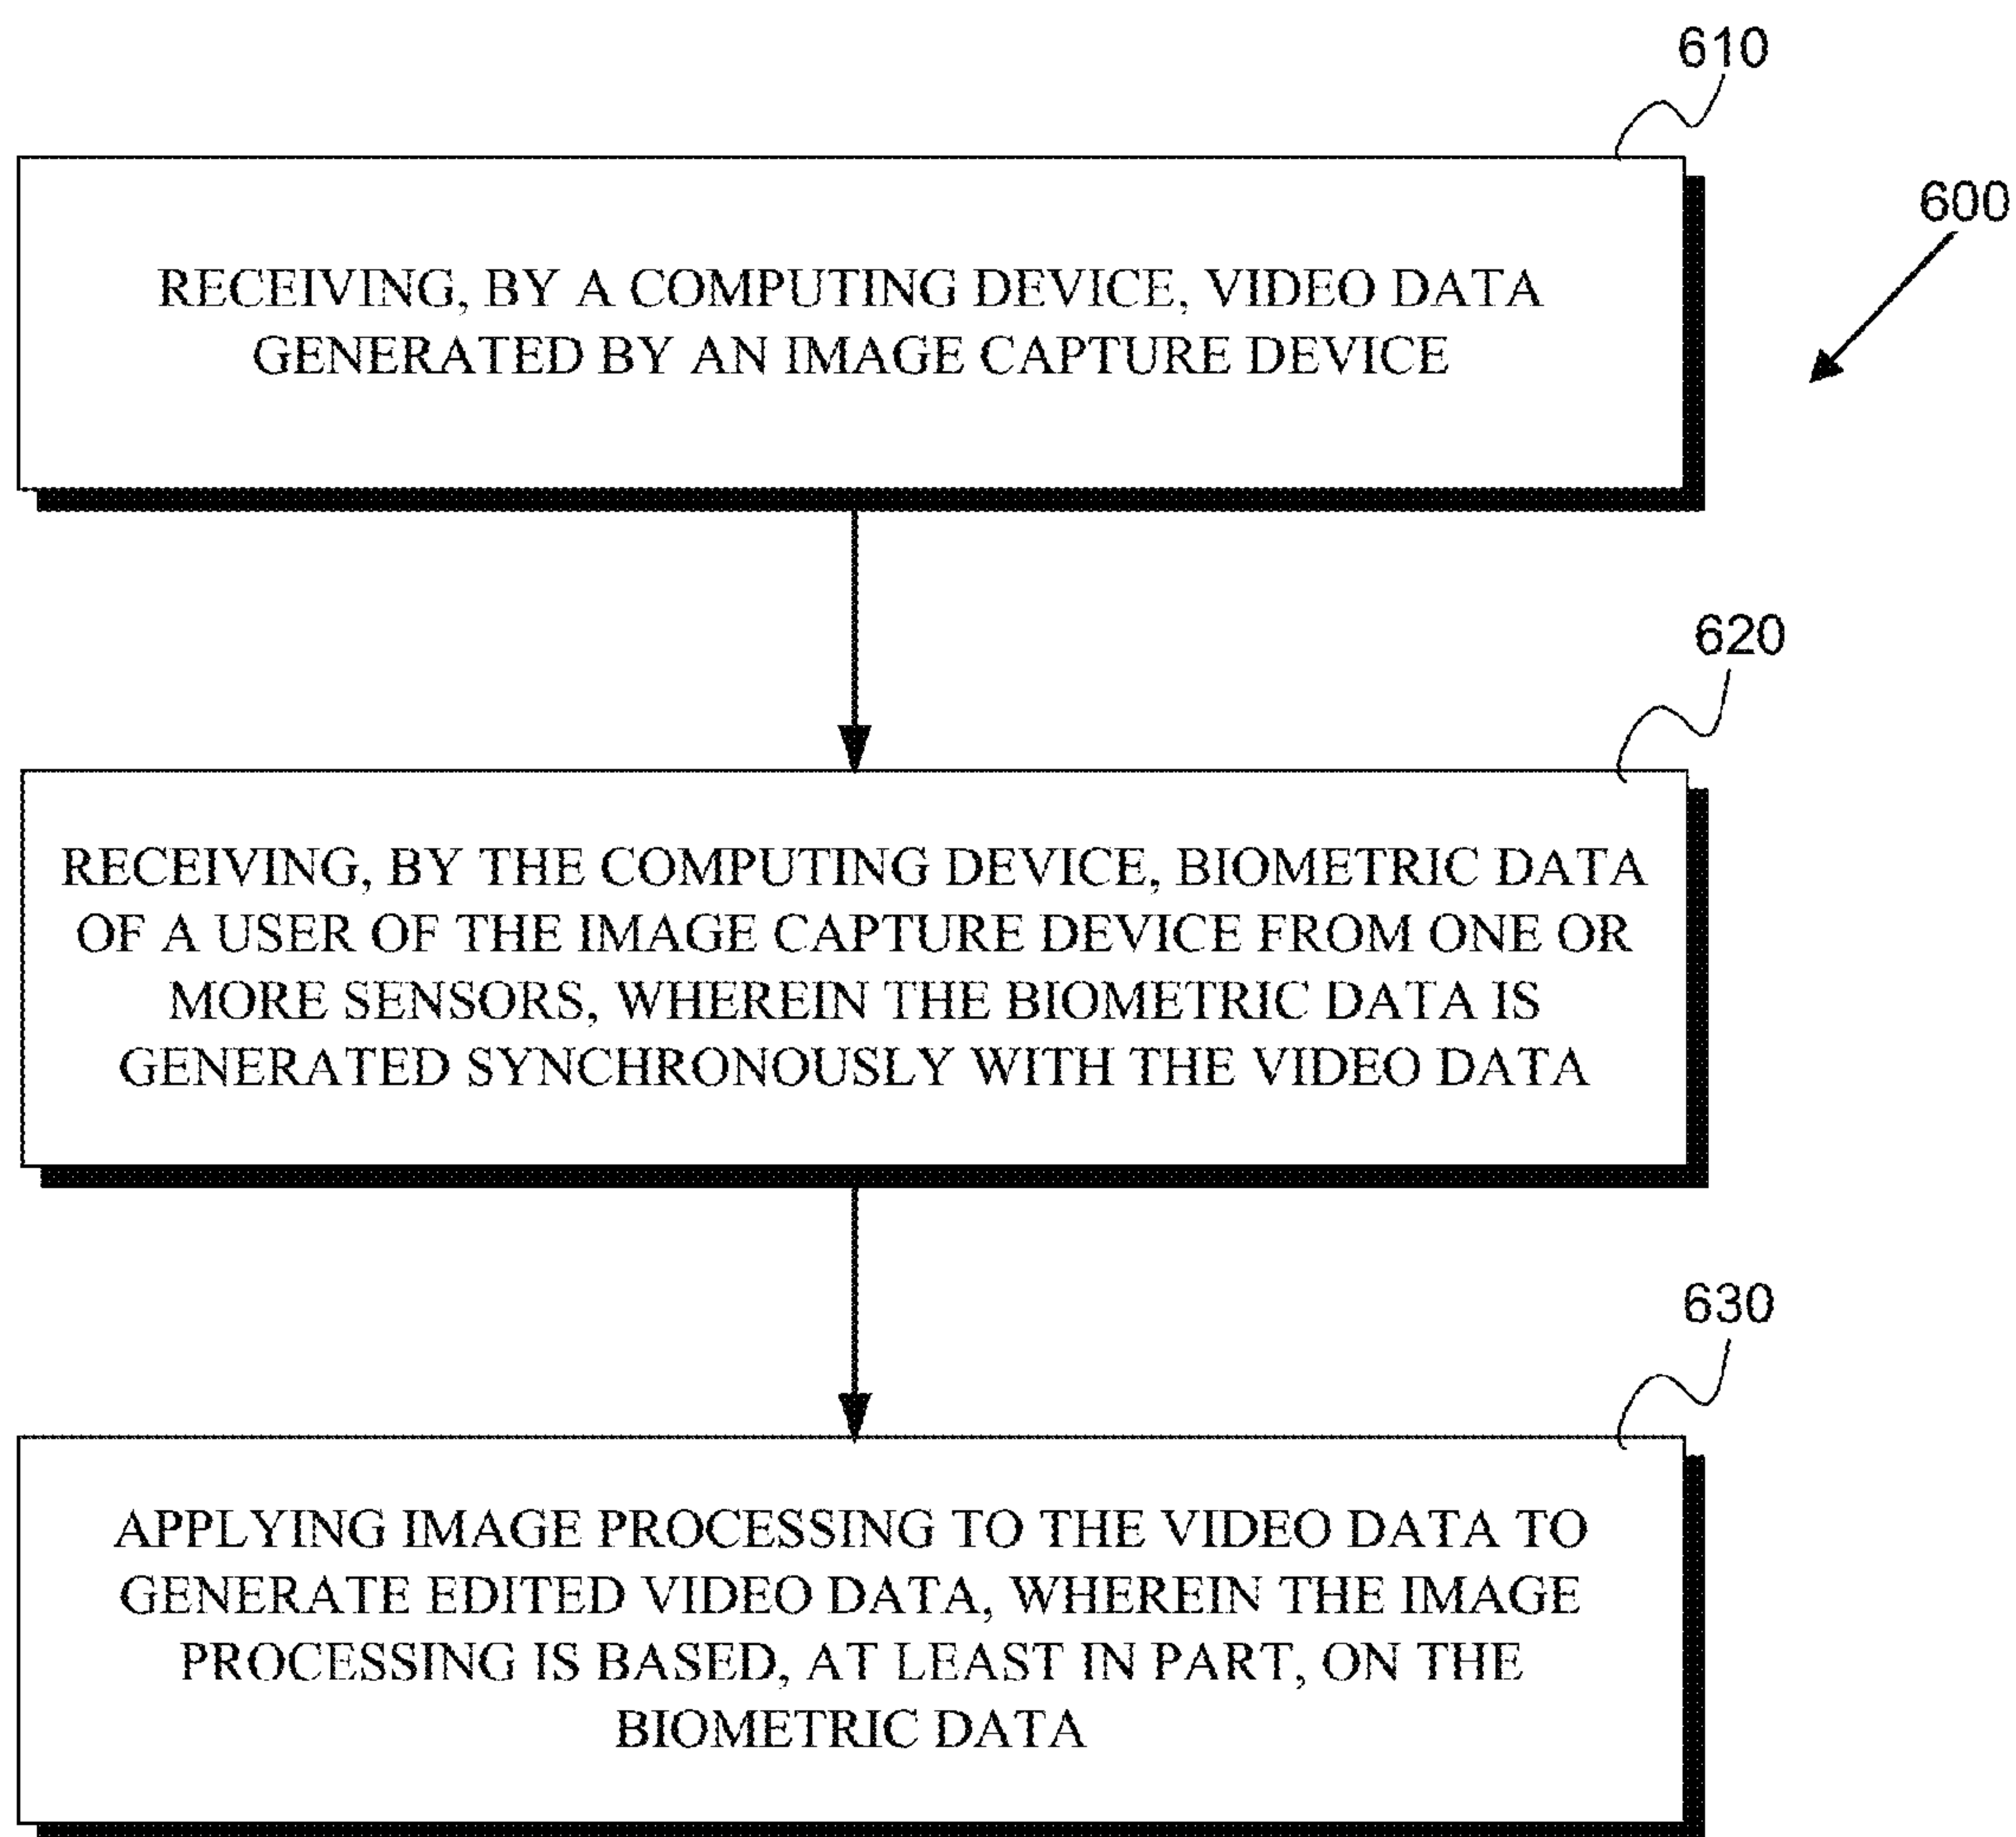 610
600
RECEIVING, BY A COMPUTING DEVICE, VIDEO DATA
GENERATED BY AN IMAGE CAPTURE DEVICE
620
RECEIVING, BY THE COMPUTING DEVICE, BIOMETRIC DATA
OF A USER OF THE IMAGE CAPTURE DEVICE FROM ONE OR
MORE SENSORS, WHEREIN THE BIOMETRIC DATA IS
GENERATED SYNCHRONOUSLY WITH THE VIDEO DATA
630
APPLYING IMAGE PROCESSING TO THE VIDEO DATA TO
GENERATE EDITED VIDEO DATA, WHEREIN THE IMAGE
PROCESSING IS BASED, AT LEAST IN PART, ON THE
BIOMETRIC DATA